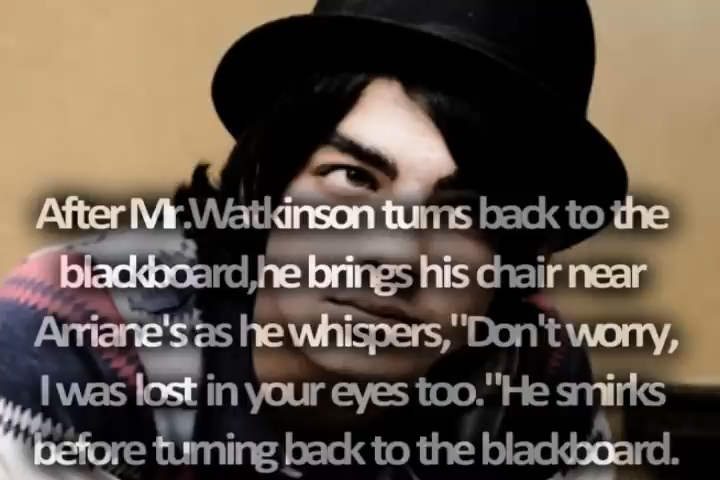 After Mr.Watkinson turns back to the
blackboard,he brings his chair near
Arriane's as he whispers,"Don't worry,
I was lost in your eyes too."He smirks
before turning back to the blackboard.